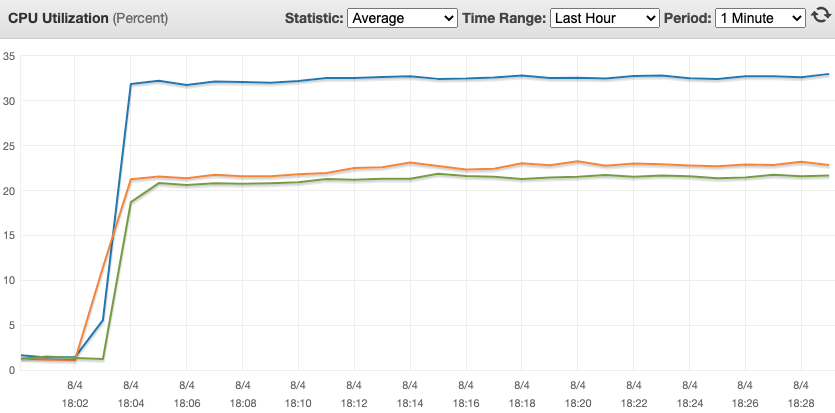 CPU Utilization (Percent) Statistic: Average Time Range: Last Hour Period: 1 Minute
35
30
25
20
15
10
5
0
8/4 8/4 8/4 8/4 8/4 8/4 8/4 8/4 8/4 8/4 8/4 8/4 8/4 8/4
18:02 18:04 18:06 18:08 18:10 18:12 18:14 18:16 18:18 18:20 18:22 18:24 18:26 18:28